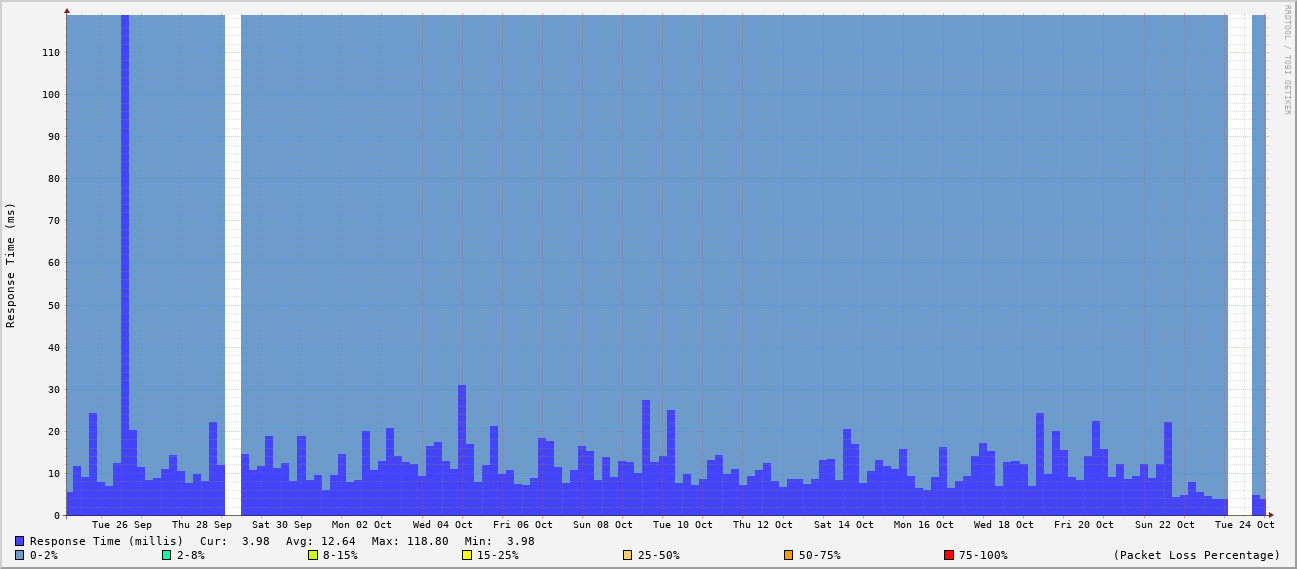 RRDTOOL / TOBI OETIKER
Response Time (ms)
110
100
90
80
70
60
50
40
30
20
10
0
Tue 26 Sep Thu 28 Sep Sat 30 Sep Mon 02 Oct Wed 04 Oct Fri 06 Oct Sun 08 Oct Tue 10 Oct Thu 12 Oct Sat 14 Oct Mon 16 Oct Wed 18 Oct Fri 20 Oct Sun 22 Oct Tue 24 Oct
Response Time (millis) Cur: 3.98 Avg: 12.64 Max: 118.80 Min: 3.98
0-2% 2-8% 8-15% 15-25% 25-50% 50-75% 75-100% (Packet Loss Percentage)